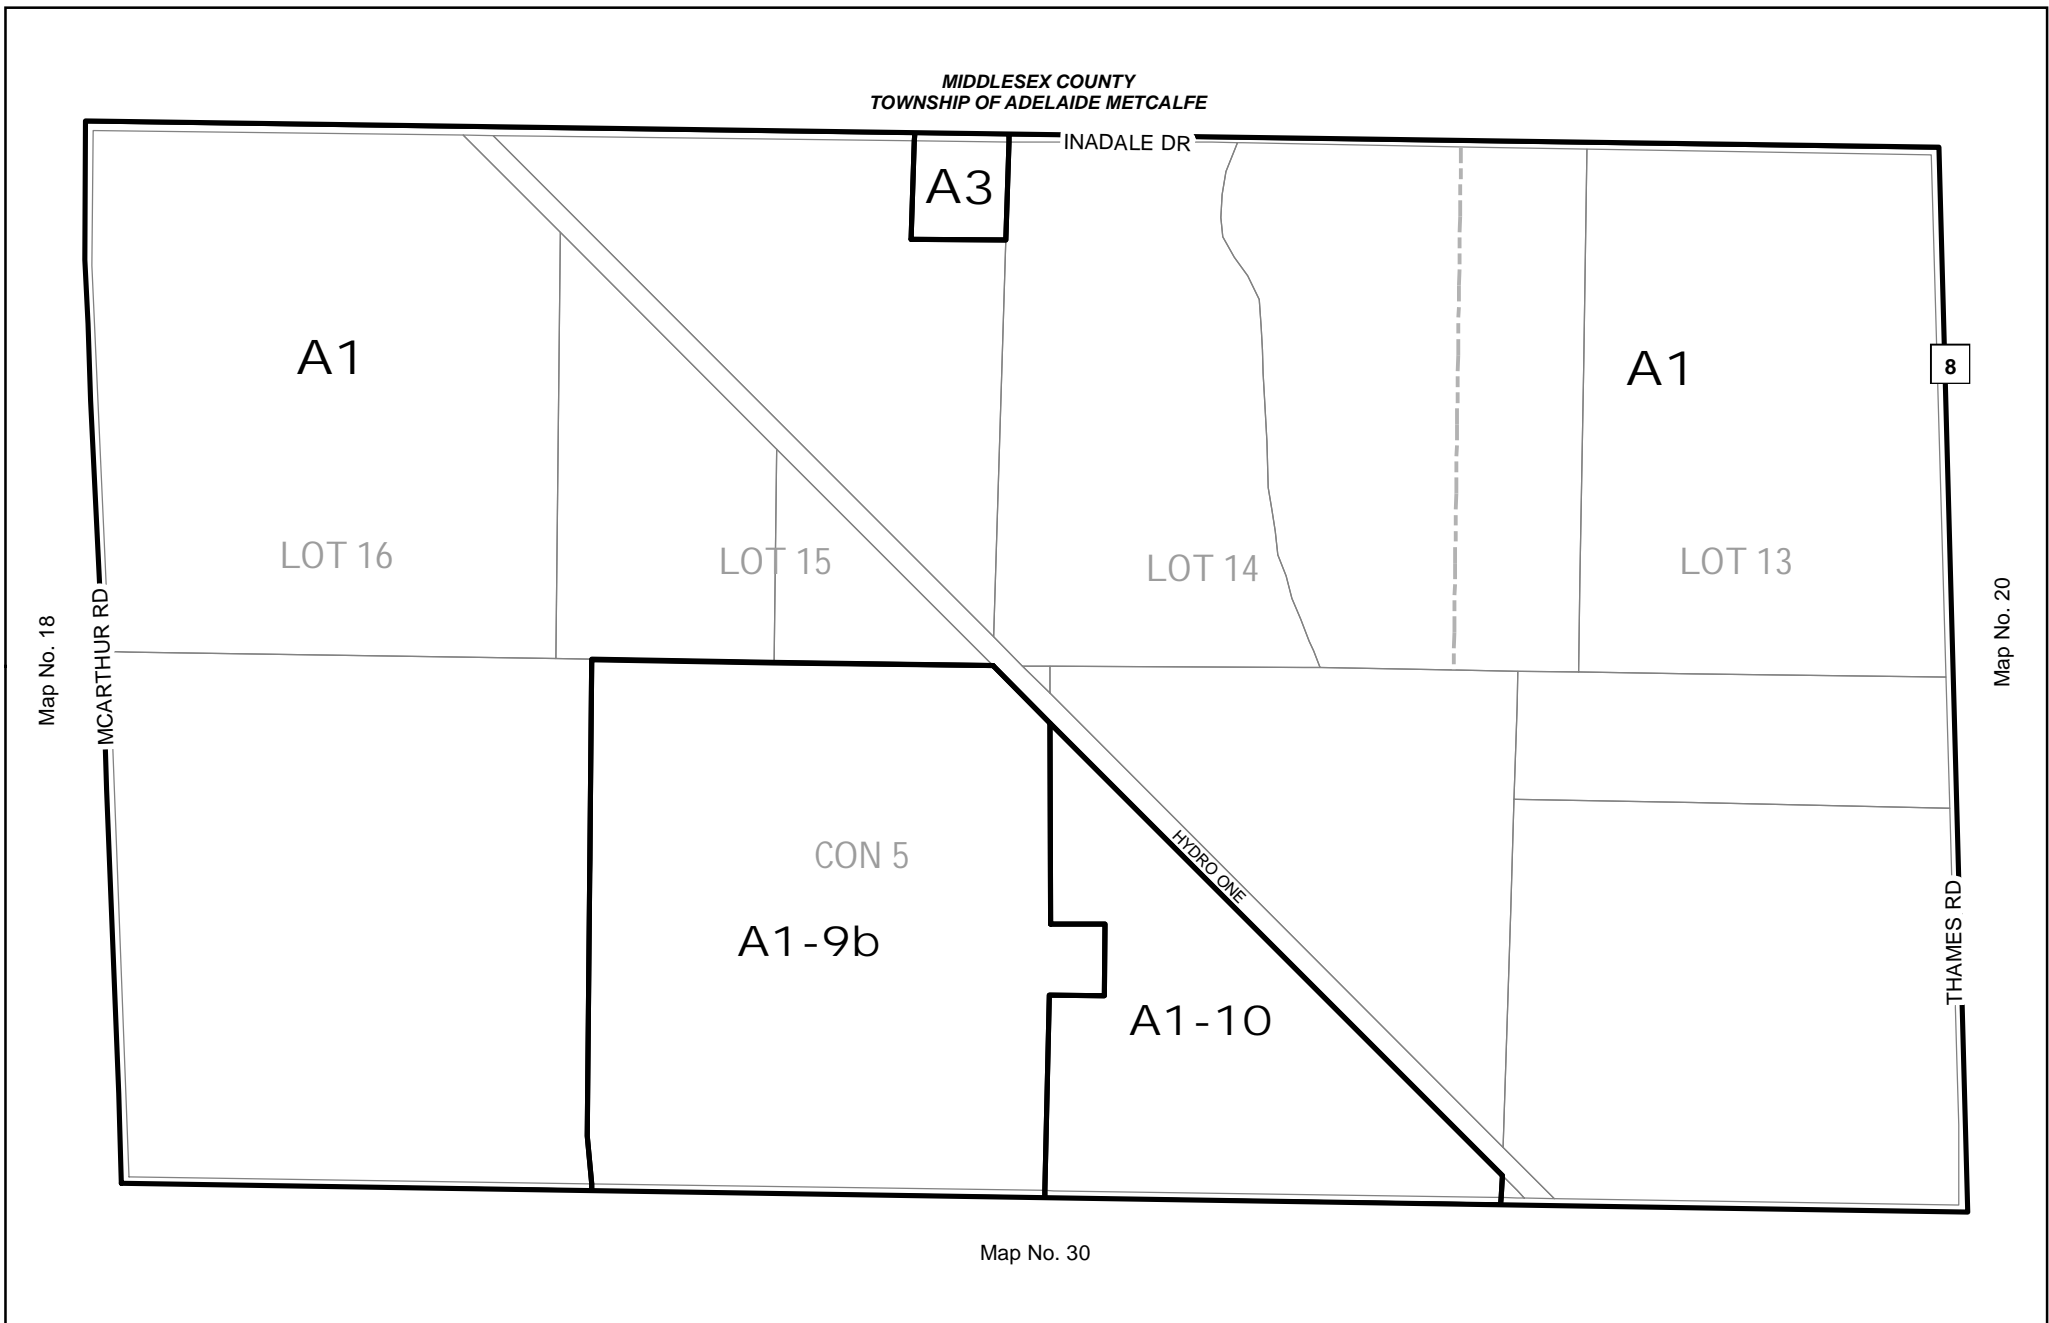 MIDDLESEX COUNTY
TOWNSHIP OF ADELAIDE METCALFE
INADALE DR
A3
A1
A1
8
LOT 16
LOT 15
LOT 14
LOT 13
Map No. 18
MCARTHUR RD
Map No. 20
CON 5
HYDRO ONE
A1-9b
THAMES RD
A1-10
Map No. 30